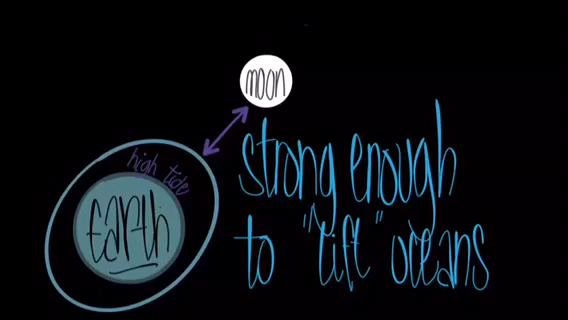 moon
high tide
Earth
strong enough
to "lift" oceans